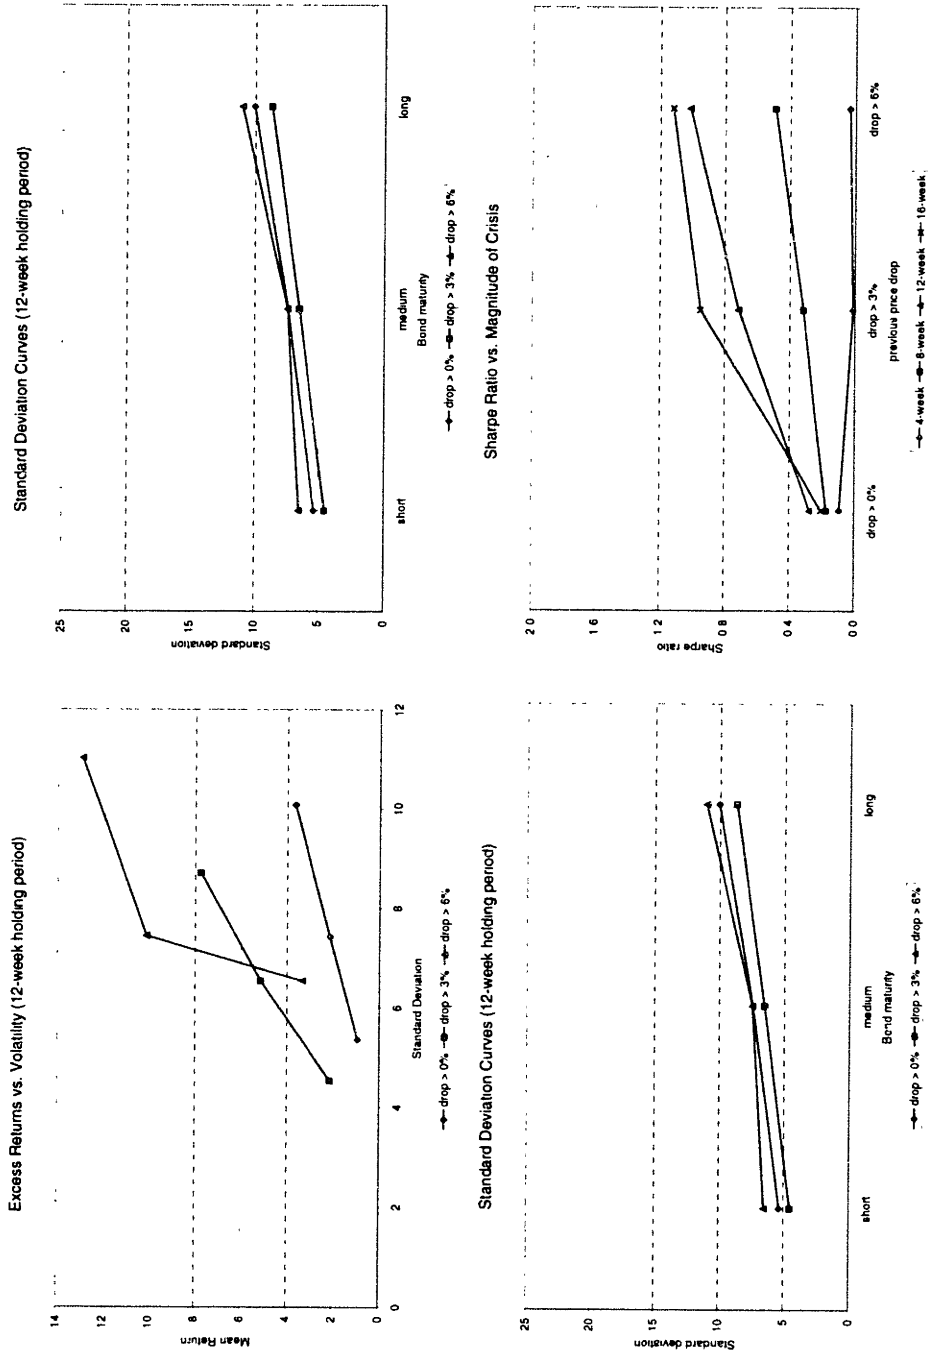 Excess Returns vs. Volatility (12-week holding period)
14
12
10
8
6
4
2
0
Mean Return
0
2
4
6
8
10
12
Standard Deviation
drop > 0% drop > 3% drop > 6%
Standard Deviation Curves (12-week holding period)
25
20
15
10
5
0
Standard deviation
short
medium
long
Bond maturity
drop > 0% drop > 3% drop > 6%
Standard Deviation Curves (12-week holding period)
25
20
15
10
5
0
Standard deviation
short
medium
long
Bond maturity
drop > 0% drop > 3% drop > 6%
Sharpe Ratio vs. Magnitude of Crisis
2 0
1 6
1 2
0 8
0 4
0 0
Sharpe ratio
drop > 0%
drop > 3%
drop > 6%
previous price drop
4-week 8-week 12-week 16-week